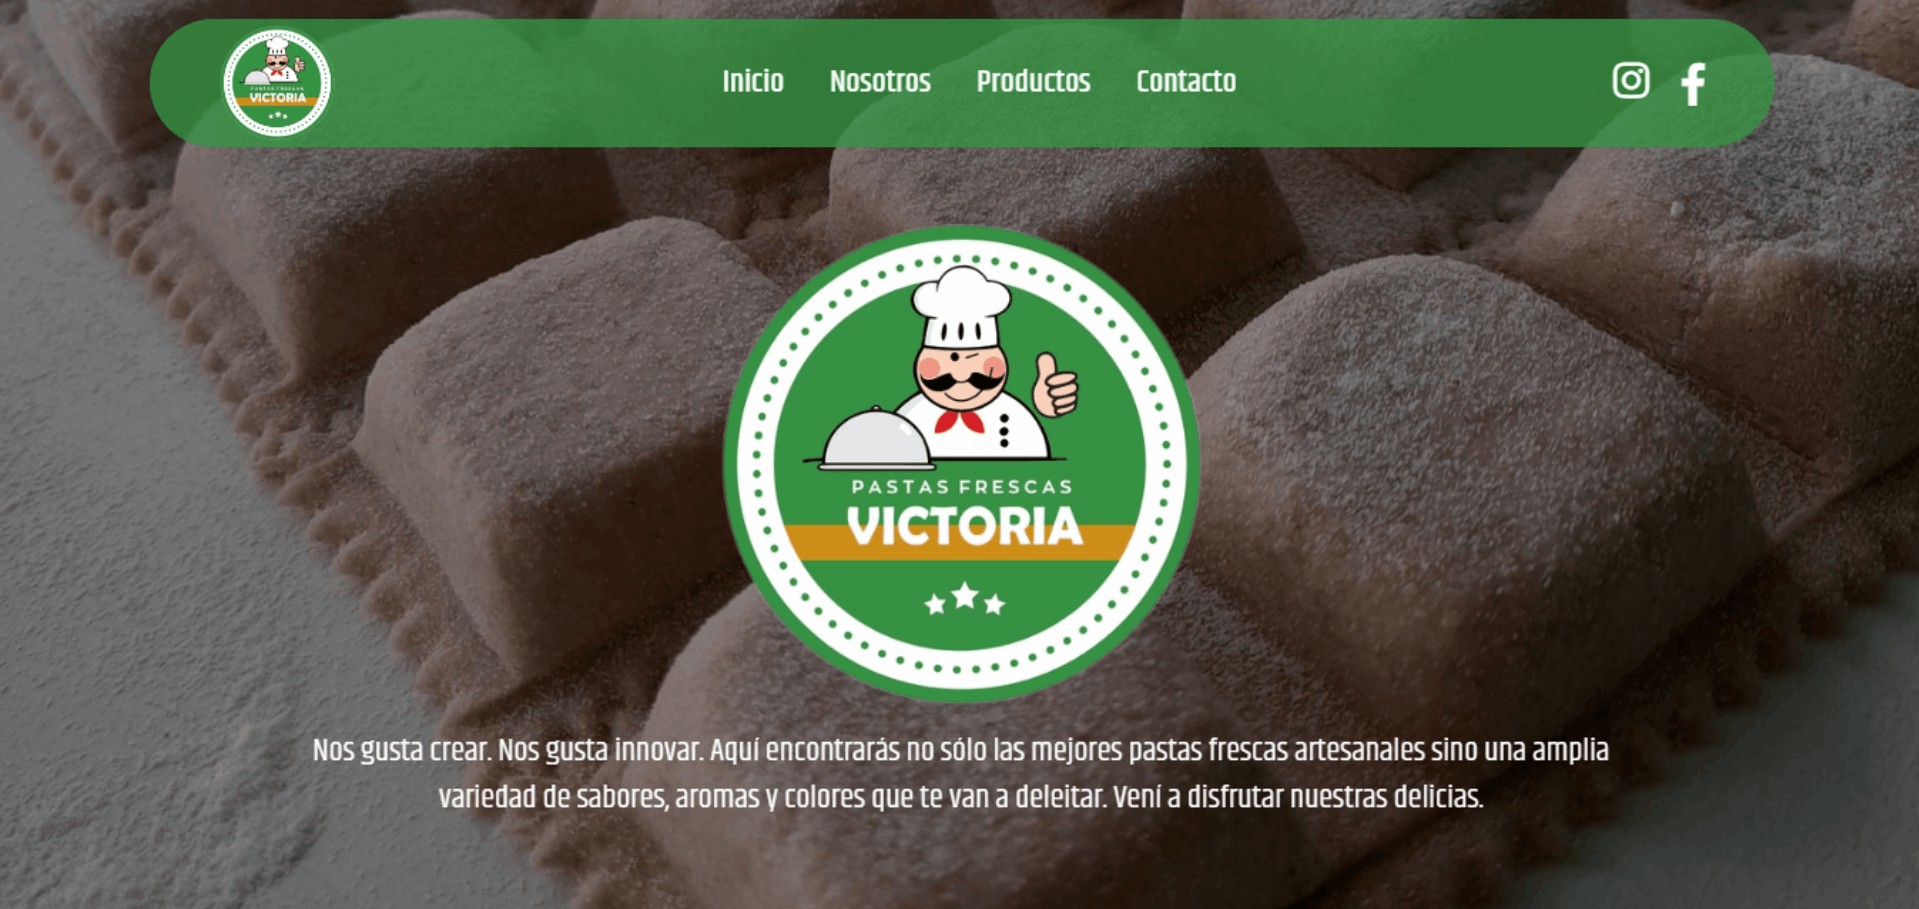 PASTAS FRESCAS
VICTORIA
Inicio
Nosotros
Productos
Contacto
PASTAS FRESCAS
VICTORIA
Nos gusta crear. Nos gusta innovar. Aquí encontrarás no sólo las mejores pastas frescas artesanales sino una amplia
variedad de sabores, aromas y colores que te van a deleitar. Vení a disfrutar nuestras delicias.